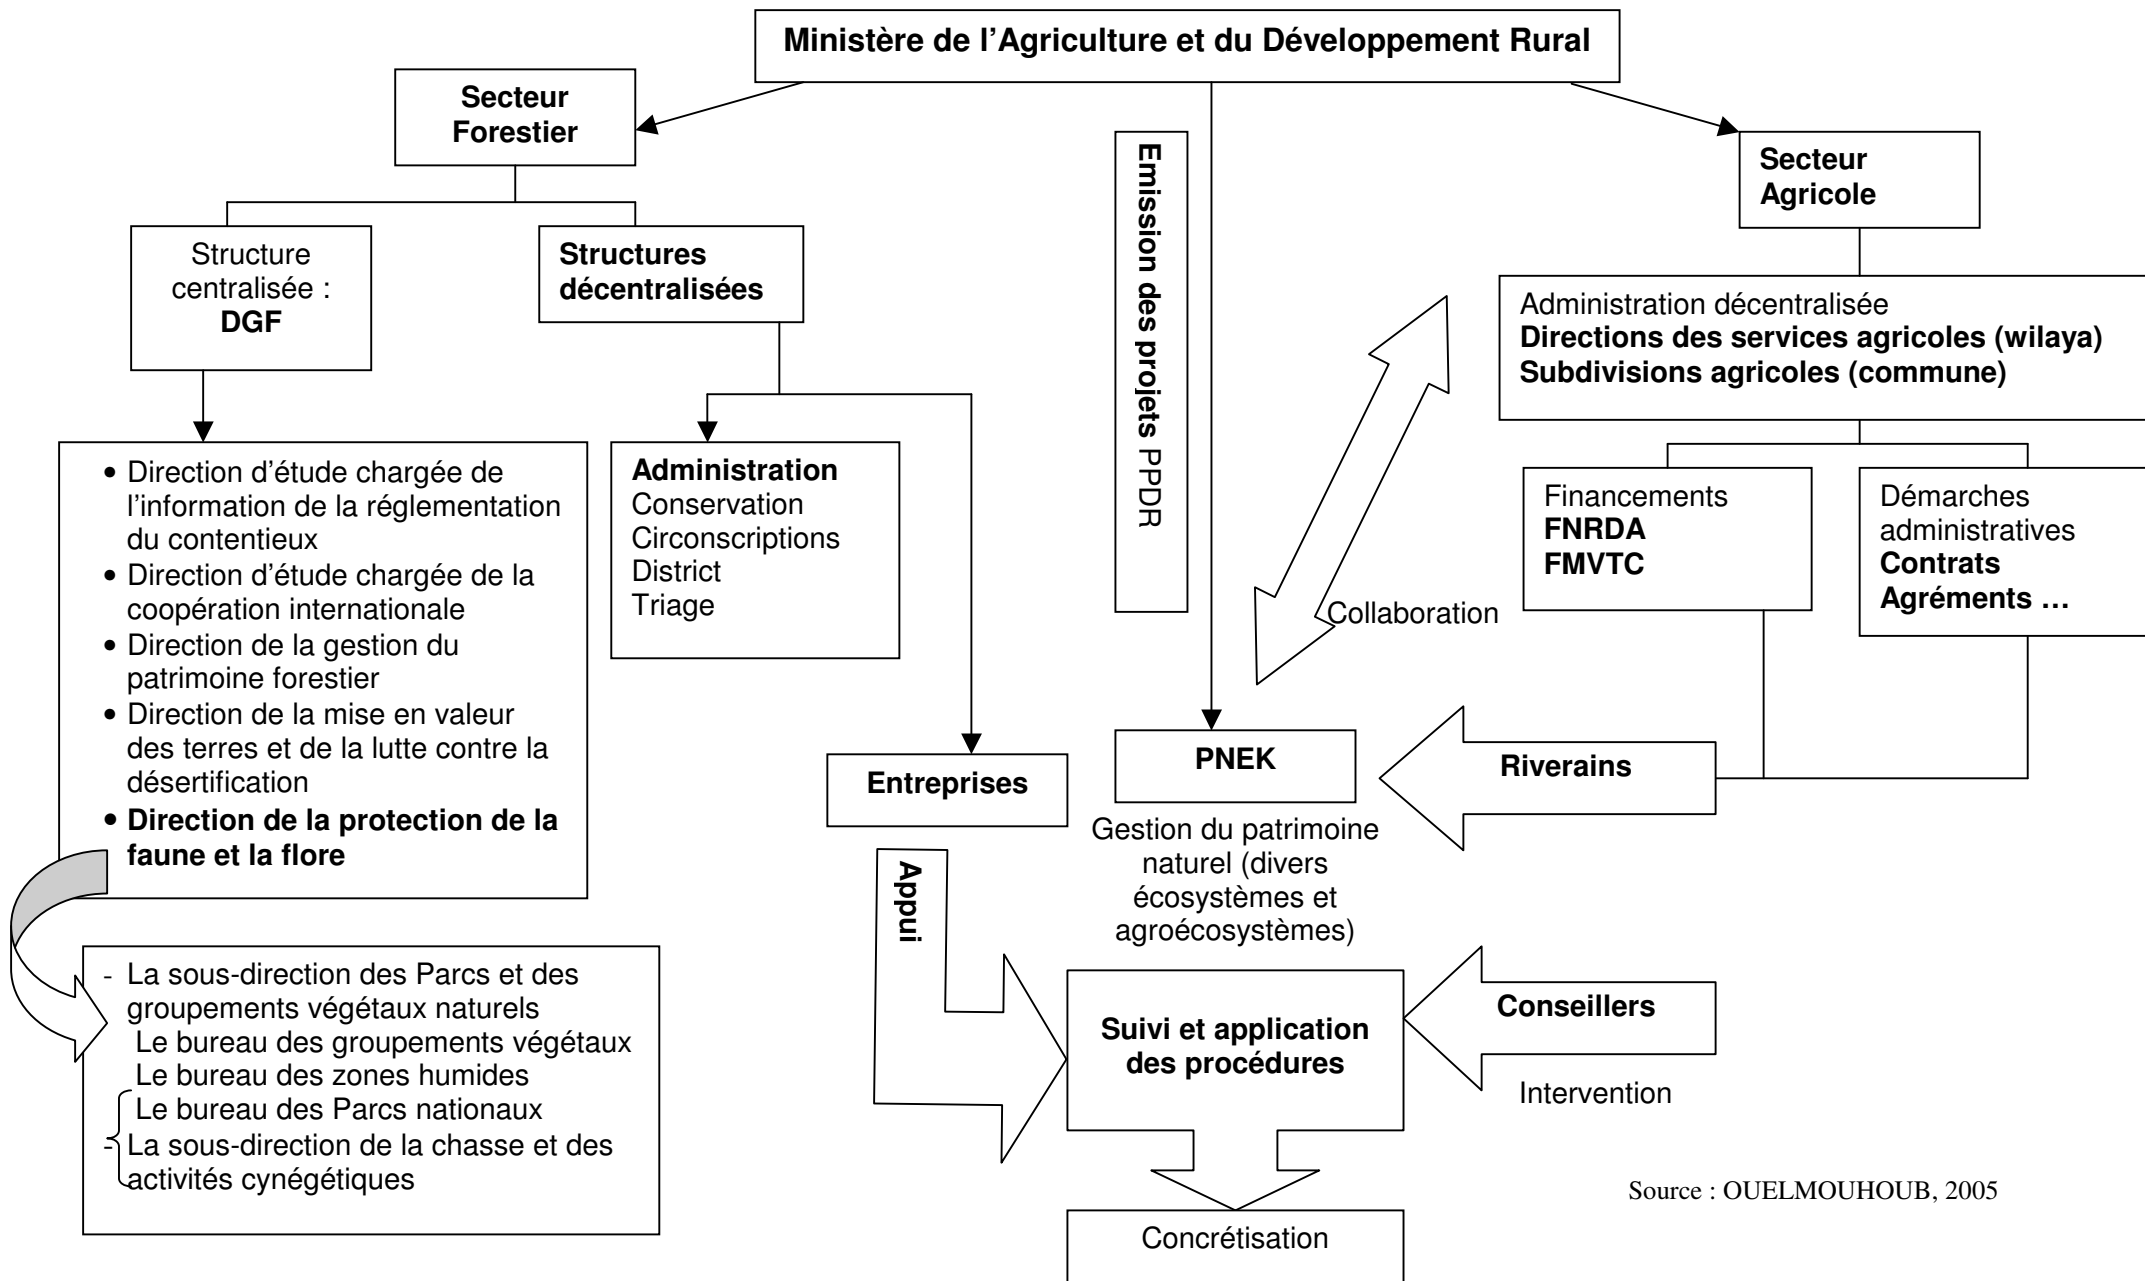 Ministère de l'Agriculture et du Développement Rural
Secteur
Forestier
Secteur
Agricole
Emission des projets PPDR
Structure
centralisée :
DGF
Structures
décentralisées
Administration décentralisée
Directions des services agricoles (wilaya)
Subdivisions agricoles (commune)
• Direction d'étude chargée de
l'information de la réglementation
du contentieux
• Direction d'étude chargée de la
coopération internationale
• Direction de la gestion du
patrimoine forestier
• Direction de la mise en valeur
des terres et de la lutte contre la
désertification
• Direction de la protection de la
faune et la flore
Administration
Conservation
Circonscriptions
District
Triage
Financements
FNRDA
FMVTC
Démarches
administratives
Contrats
Agréments …
Collaboration
Entreprises
PNEK
Riverains
Gestion du patrimoine
naturel (divers
écosystèmes et
agroécosystèmes)
Appui
- La sous-direction des Parcs et des
groupements végétaux naturels
Le bureau des groupements végétaux
Le bureau des zones humides
Le bureau des Parcs nationaux
- La sous-direction de la chasse et des
activités cynégétiques
Suivi et application
des procédures
Conseillers
Intervention
Concrétisation
Source : OUELMOUHOUB, 2005